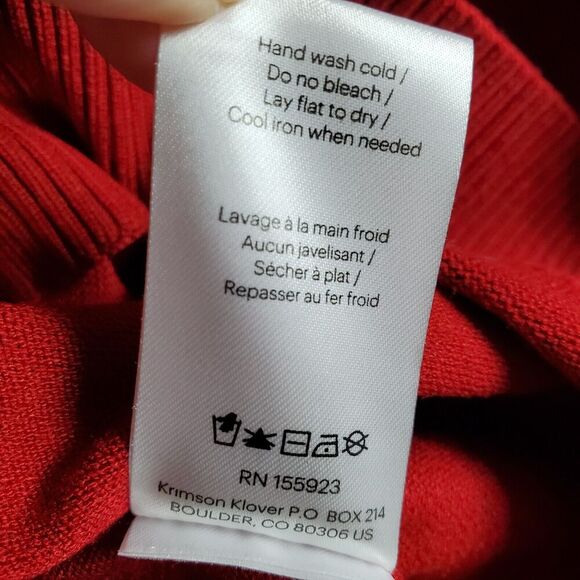 Hand wash cold /
Do no bleach /
Lay flat to dry /
Cool iron when needed
Lavage à la main froid
Aucun javelisant /
Sécher à plat /
Repasser au fer froid
RN 155923
Krimson Klover P.O. BOX 214
BOULDER, CO 80306 US